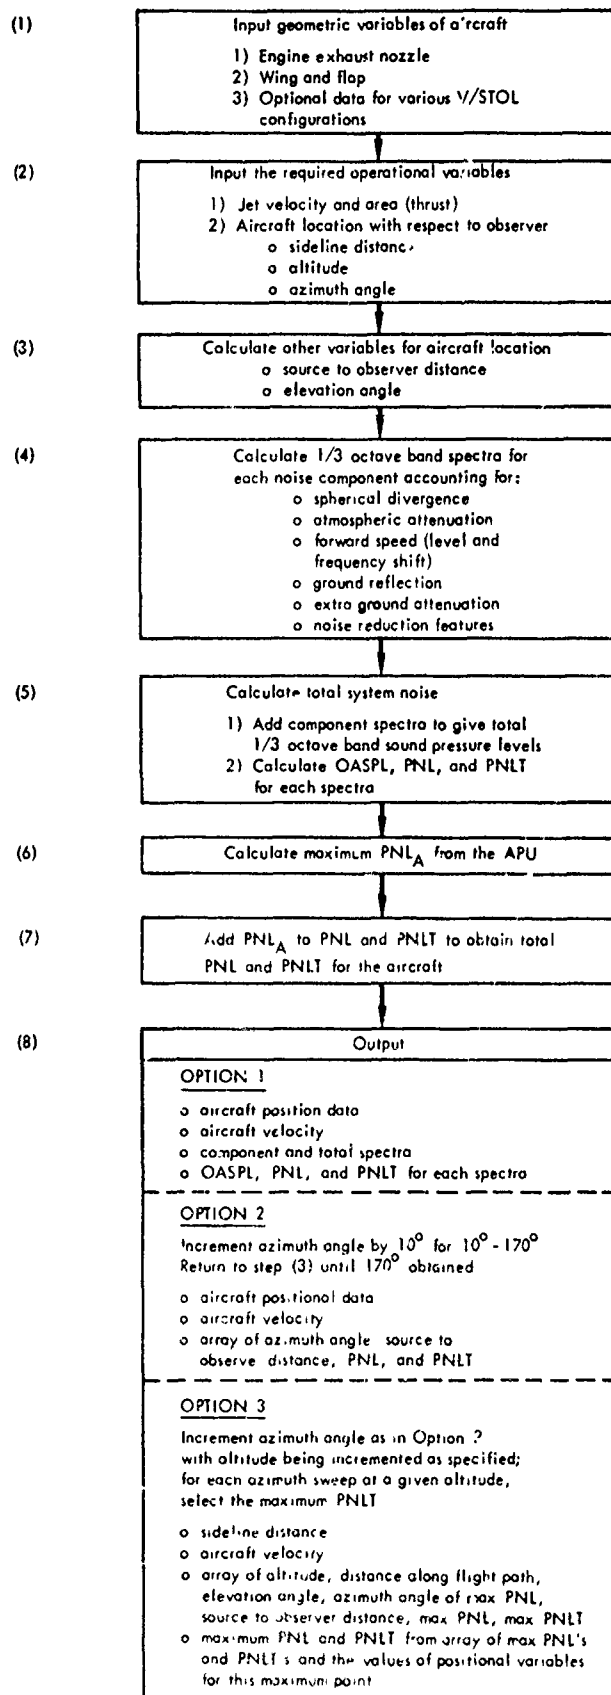 (1)
Input geometric variables of a'rcraft
1) Engine exhaust nozzle
2) Wing and flap
3) Optional data for various V/STOL
configurations
(2)
Input the required operational variables
1) Jet velocity and area (thrust)
2) Aircraft location with respect to observer
o sideline distance
o altitude
o azimuth angle
(3)
Calculate other variables for aircraft location
o source to observer distance
o elevation angle
(4)
Calculate 1/3 octave band spectra for
each noise component accounting for:
o spherical divergence
o atmospheric attenuation
o forward speed (level and
frequency shift)
o ground reflection
o extra ground attenuation
o noise reduction features
(5)
Calculate total system noise
1) Add component spectra to give total
1/3 octave band sound pressure levels
2) Calculate OASPL, PNL, and PNLT
for each spectra
(6)
Calculate maximum PNL_A from the APU
(7)
Add PNL_A to PNL and PNLT to obtain total
PNL and PNLT for the aircraft
(8)
Output
OPTION 1
o aircraft position data
o aircraft velocity
o component and total spectra
o OASPL, PNL, and PNLT for each spectra
OPTION 2
Increment azimuth angle by 10° for 10° - 170°
Return to step (3) until 170° obtained
o aircraft positional data
o aircraft velocity
o array of azimuth angle source to
observe distance, PNL, and PNLT
OPTION 3
Increment azimuth angle as in Option ?
with altitude being incremented as specified;
for each azimuth sweep at a given altitude,
select the maximum PNLT
o sideline distance
o aircraft velocity
o array of altitude, distance along flight path,
elevation angle, azimuth angle of max PNL,
source to observer distance, max PNL, max PNLT
o maximum PNL and PNLT from array of max PNL's
and PNLT s and the values of positional variables
for this maximum point